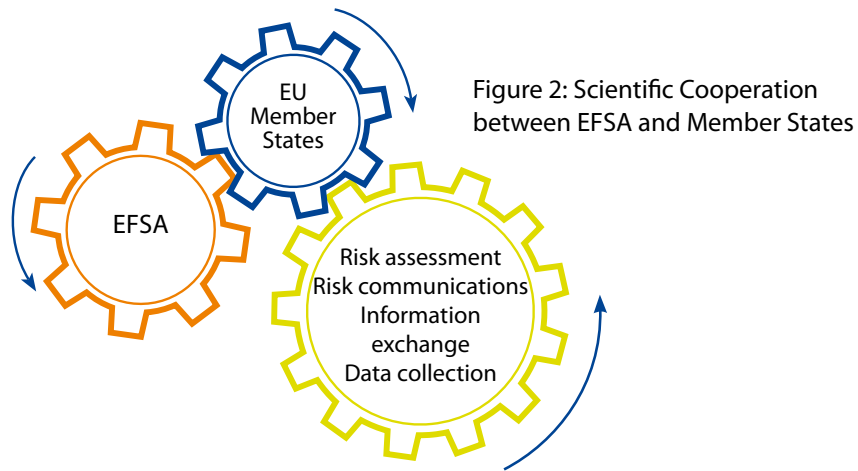 EU
Member
States
Figure 2: Scientific Cooperation
between EFSA and Member States
EFSA
Risk assessment
Risk communications
Information
exchange
Data collection